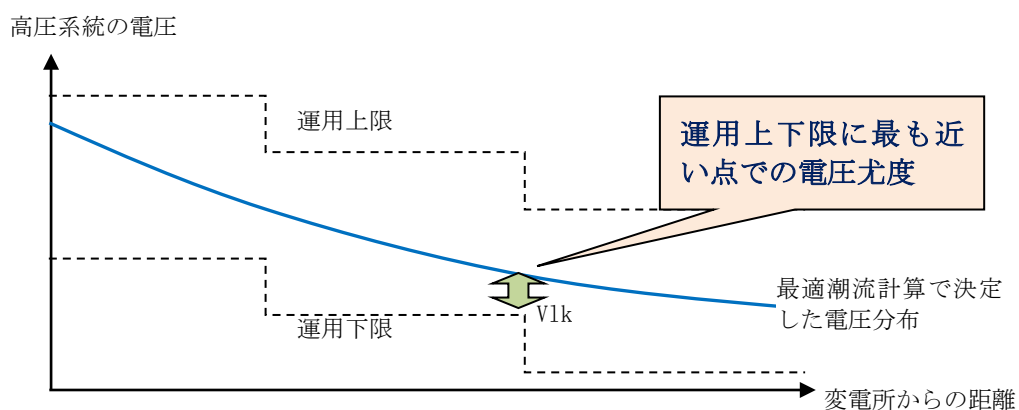 高圧系統の電圧
運用上限
運用上下限に最も近
い点での電圧尤度
最適潮流計算で決定
した電圧分布
Vlk
運用下限
変電所からの距離